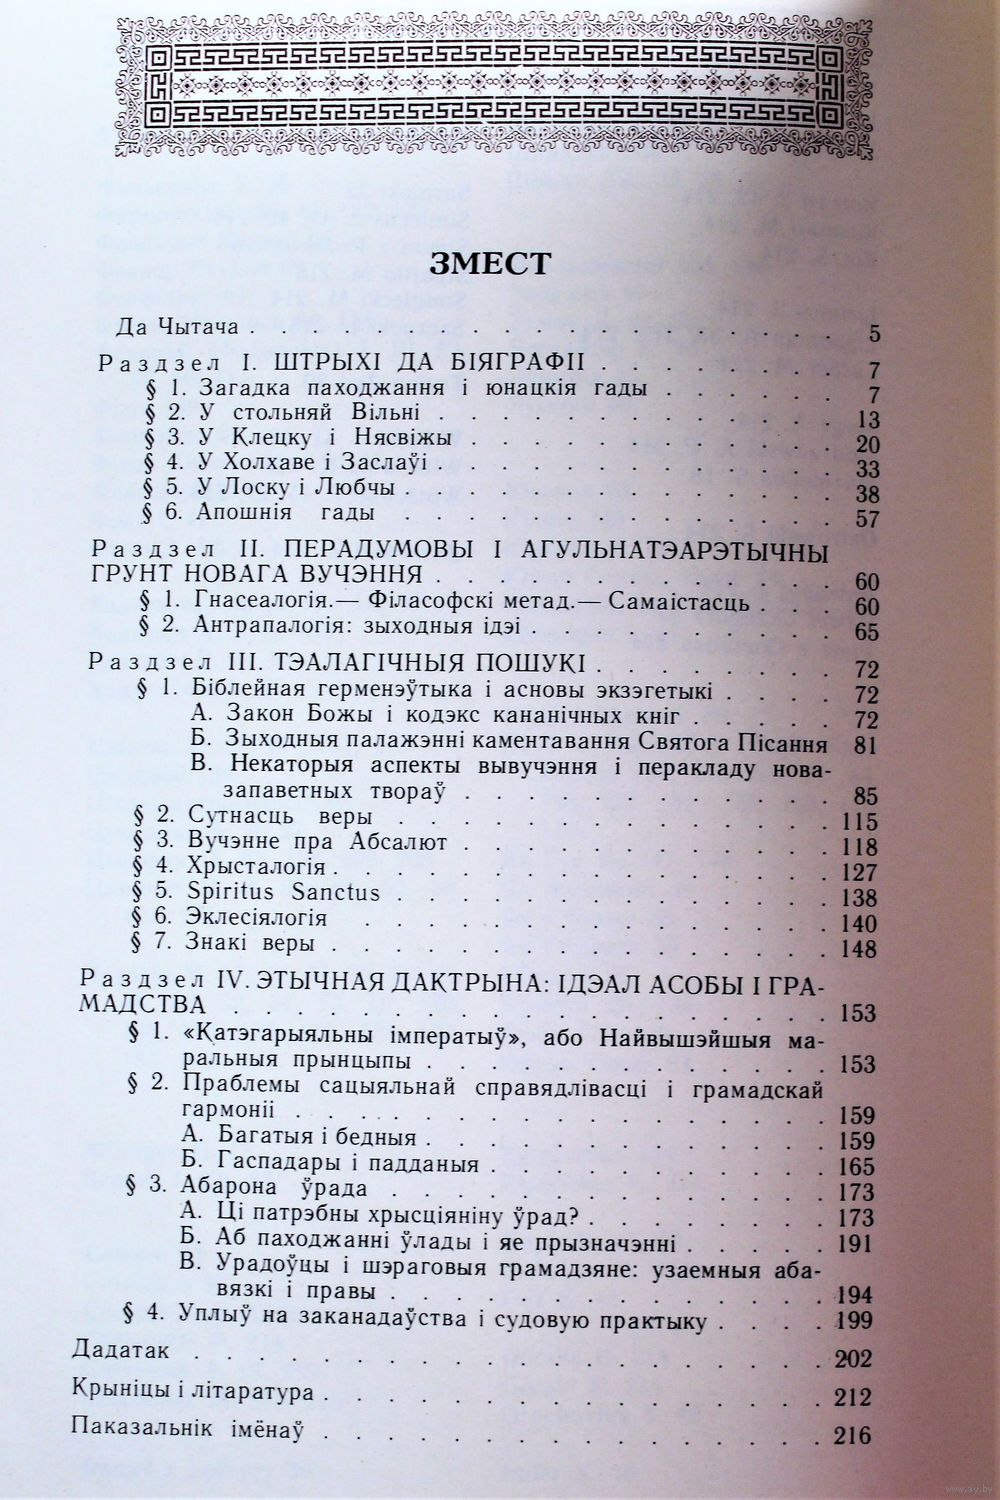 ЗМЕСТ
Да Чытача . . . . . . . . . . . . . . . . . 5
Раздзел I. ШТРЫХІ ДА БІЯГРАФІІ . . . . . . . . 7
§ 1. Загадка паходжання і юнацкія гады . . . . . . 7
§ 2. У стольняй Вільні . . . . . . . . . . . . 13
§ 3. У Клецку і Нясвіжы . . . . . . . . . . . 20
§ 4. У Холхаве і Заслаўі . . . . . . . . . . . 33
§ 5. У Лоску і Любчы . . . . . . . . . . . . 38
§ 6. Апошнія гады . . . . . . . . . . . . . 57
Раздзел II. ПЕРАДУМОВЫ І АГУЛЬНАТЭАРЭТЫЧНЫ
ГРУНТ НОВАГА ВУЧЭННЯ . . . . . . . . . . . . 60
§ 1. Гнасеалогія.— Філасофскі метад.— Самаістасць . . . 60
§ 2. Антрапалогія: зыходныя ідэі . . . . . . . . . 65
Раздзел III. ТЭАЛАГІЧНЫЯ ПОШУКІ . . . . . . . . 72
§ 1. Біблейная герменэўтыка і асновы экзэгетыкі . . . . 72
А. Закон Божы і кодэкс кананічных кніг . . . . . 72
Б. Зыходныя палажэнні каментавання Святога Пісання 81
В. Некаторыя аспекты вывучэння і перакладу нова-
запаветных твораў . . . . . . . . . . . 85
§ 2. Сутнасць веры . . . . . . . . . . . . . 115
§ 3. Вучэнне пра Абсалют . . . . . . . . . . . 118
§ 4. Хрысталогія . . . . . . . . . . . . . . 127
§ 5. Spiritus Sanctus . . . . . . . . . . . . . 138
§ 6. Эклесіялогія . . . . . . . . . . . . . . 140
§ 7. Знакі веры . . . . . . . . . . . . . . . 148
Раздзел IV. ЭТЫЧНАЯ ДАКТРЫНА: ІДЭАЛ АСОБЫ І ГРА-
МАДСТВА . . . . . . . . . . . . . . . . . 153
§ 1. «Катэгарыяльны імператыў», або Найвышэйшыя ма-
ральныя прынцыпы . . . . . . . . . . . . 153
§ 2. Праблемы сацыяльнай справядлівасці і грамадскай
гармоніі . . . . . . . . . . . . . . . . 159
А. Багатыя і бедныя . . . . . . . . . . . . 159
Б. Гаспадары і падданыя . . . . . . . . . . 165
§ 3. Абарона ўрада . . . . . . . . . . . . . 173
А. Ці патрэбны хрысціяніну ўрад? . . . . . . . 173
Б. Аб паходжанні ўлады і яе прызначэнні . . . . . 191
В. Урадоўцы і шэраговыя грамадзяне: узаемныя аба-
вязкі і правы . . . . . . . . . . . . . 194
§ 4. Уплыў на заканадаўства і судовую практыку . . . . 199
Дадатак . . . . . . . . . . . . . . . . . . 202
Крыніцы і літаратура . . . . . . . . . . . . . 212
Паказальнік імёнаў . . . . . . . . . . . . . . 216
www.ay.by